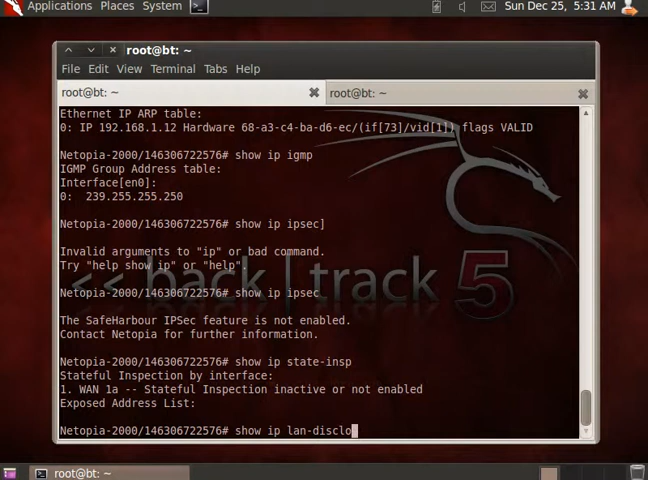 Applications Places System
Sun Dec 25, 5:31 AM
root@bt: ~
File Edit View Terminal Tabs Help
root@bt: ~
root@bt: ~
Ethernet IP ARP table:
0: IP 192.168.1.12 Hardware 68-a3-c4-ba-d6-ec/(if[73]/vid[1]) flags VALID
Netopia-2000/146306722576# show ip igmp
IGMP Group Address table:
Interface[en0]:
0: 239.255.255.250
Netopia-2000/146306722576# show ip ipsec]
Invalid arguments to "ip" or bad command.
Try "help show ip" or "help".
<< back | track 5
Netopia-2000/146306722576# show ip ipsec
The SafeHarbour IPSec feature is not enabled.
Contact Netopia for further information.
Netopia-2000/146306722576# show ip state-insp
Stateful Inspection by interface:
1. WAN 1a -- Stateful Inspection inactive or not enabled
Exposed Address List:
Netopia-2000/146306722576# show ip lan-disclo
root@bt: ~